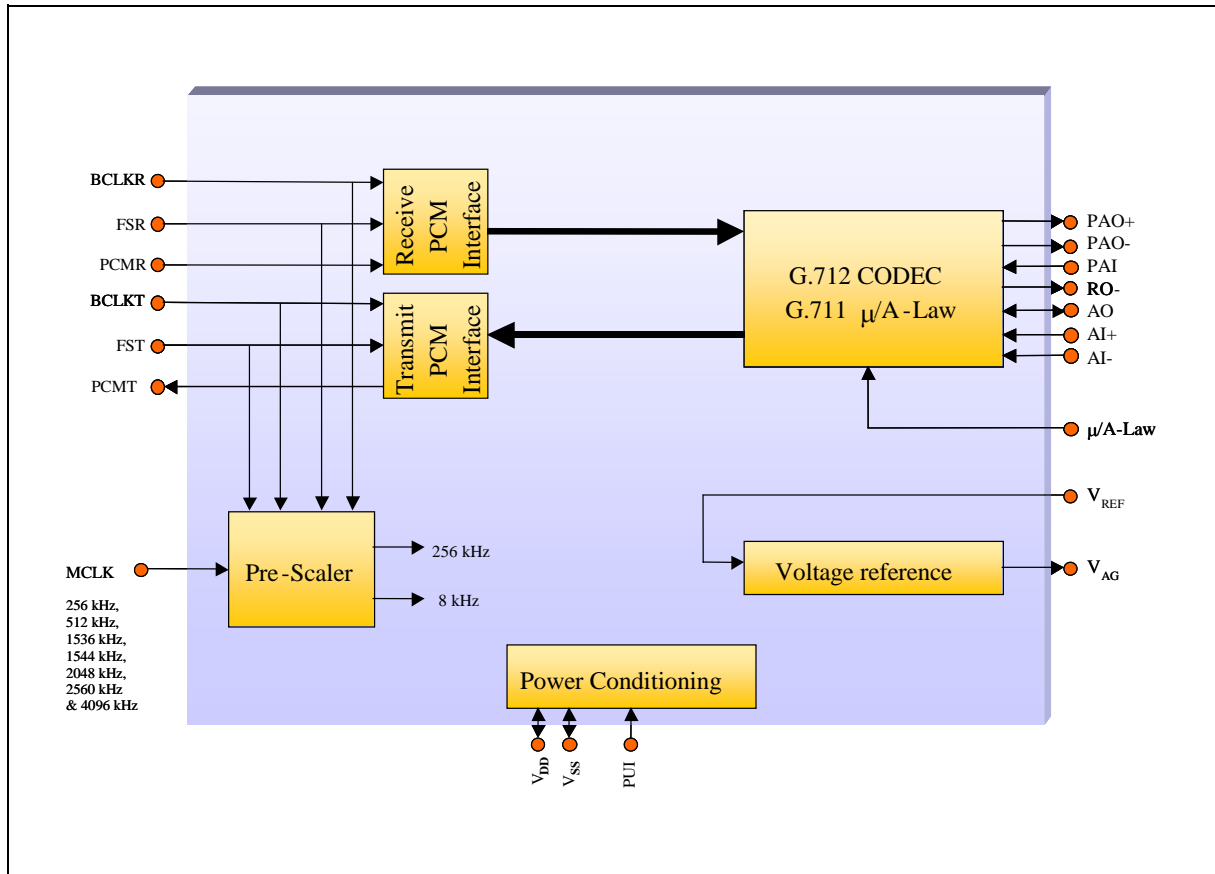 BCLKR
FSR
PCMR
BCLKT
FST
PCMT
Receive
PCM
Interface
Transmit
PCM
Interface
G.712 CODEC
G.711 μ/A-Law
PAO+
PAO-
PAI
RO-
AO
AI+
AI-
μ/A-Law
VREF
Voltage reference
VAG
MCLK
256 kHz,
512 kHz,
1536 kHz,
1544 kHz,
2048 kHz,
2560 kHz
& 4096 kHz
Pre-Scaler
256 kHz
8 kHz
Power Conditioning
VDD
VSS
PUI